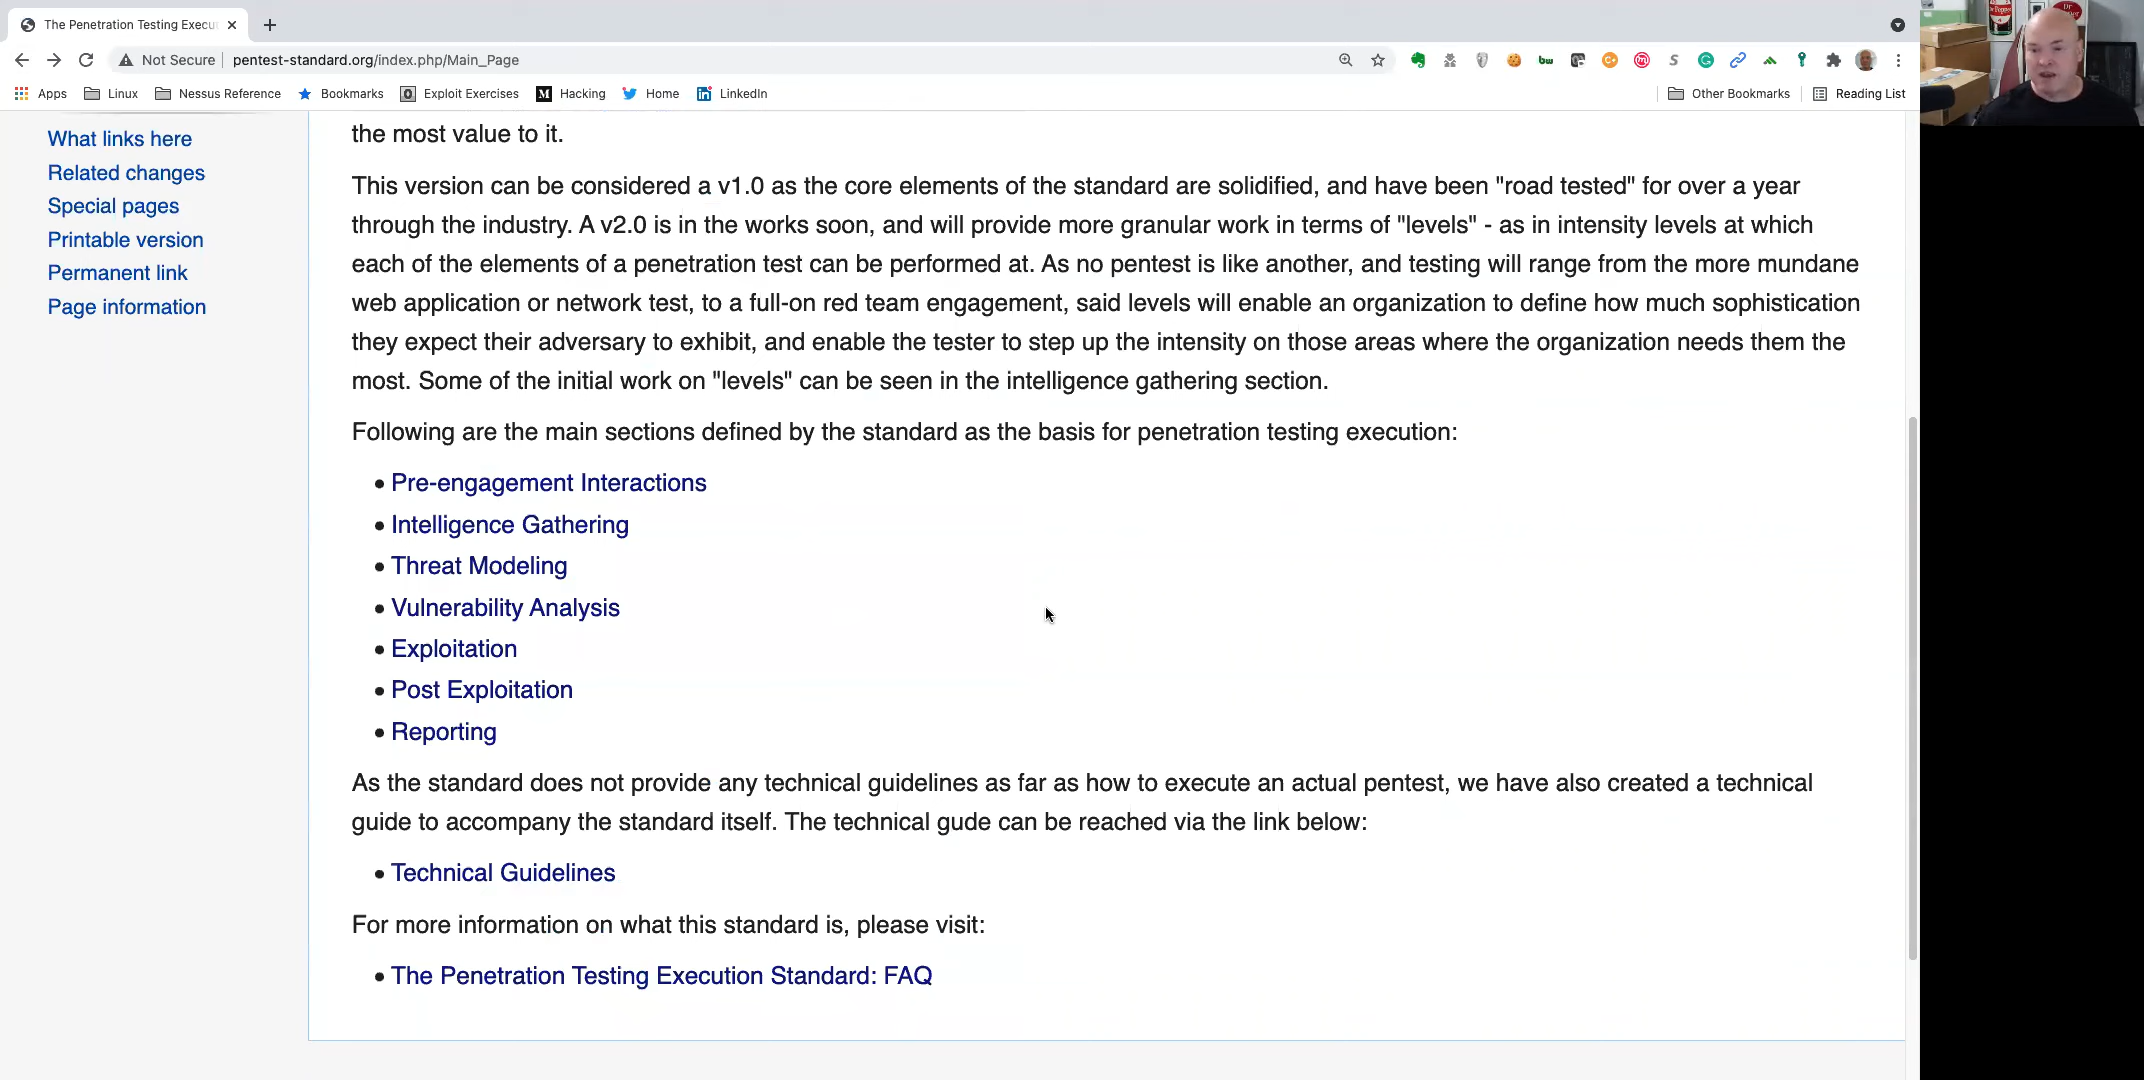 The Penetration Testing Execu
Not Secure
pentest-standard.org/index.php/Main_Page
Apps
Linux
Nessus Reference
Bookmarks
Exploit Exercises
Hacking
Home
LinkedIn
Other Bookmarks
Reading List
What links here
Related changes
Special pages
Printable version
Permanent link
Page information
the most value to it.
This version can be considered a v1.0 as the core elements of the standard are solidified, and have been "road tested" for over a year
through the industry. A v2.0 is in the works soon, and will provide more granular work in terms of "levels" - as in intensity levels at which
each of the elements of a penetration test can be performed at. As no pentest is like another, and testing will range from the more mundane
web application or network test, to a full-on red team engagement, said levels will enable an organization to define how much sophistication
they expect their adversary to exhibit, and enable the tester to step up the intensity on those areas where the organization needs them the
most. Some of the initial work on "levels" can be seen in the intelligence gathering section.
Following are the main sections defined by the standard as the basis for penetration testing execution:
Pre-engagement Interactions
Intelligence Gathering
Threat Modeling
Vulnerability Analysis
Exploitation
Post Exploitation
Reporting
As the standard does not provide any technical guidelines as far as how to execute an actual pentest, we have also created a technical
guide to accompany the standard itself. The technical gude can be reached via the link below:
Technical Guidelines
For more information on what this standard is, please visit:
The Penetration Testing Execution Standard: FAQ